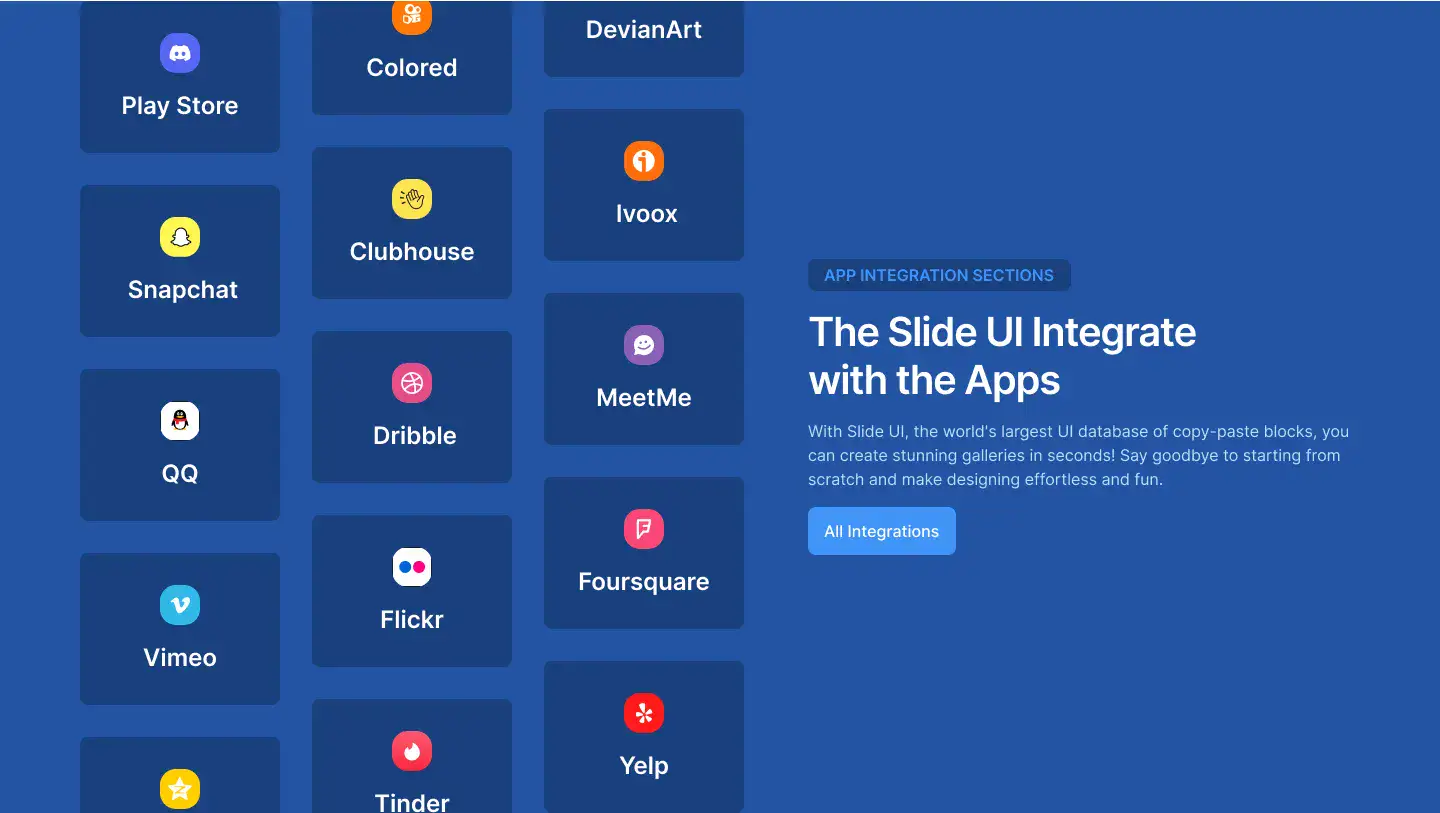 Play Store
Snapchat
QQ
Vimeo
Colored
Clubhouse
Dribble
Flickr
Tinder
DevianArt
Ivoox
MeetMe
Foursquare
Yelp
APP INTEGRATION SECTIONS
The Slide UI Integrate
with the Apps
With Slide UI, the world's largest UI database of copy-paste blocks, you
can create stunning galleries in seconds! Say goodbye to starting from
scratch and make designing effortless and fun.
All Integrations